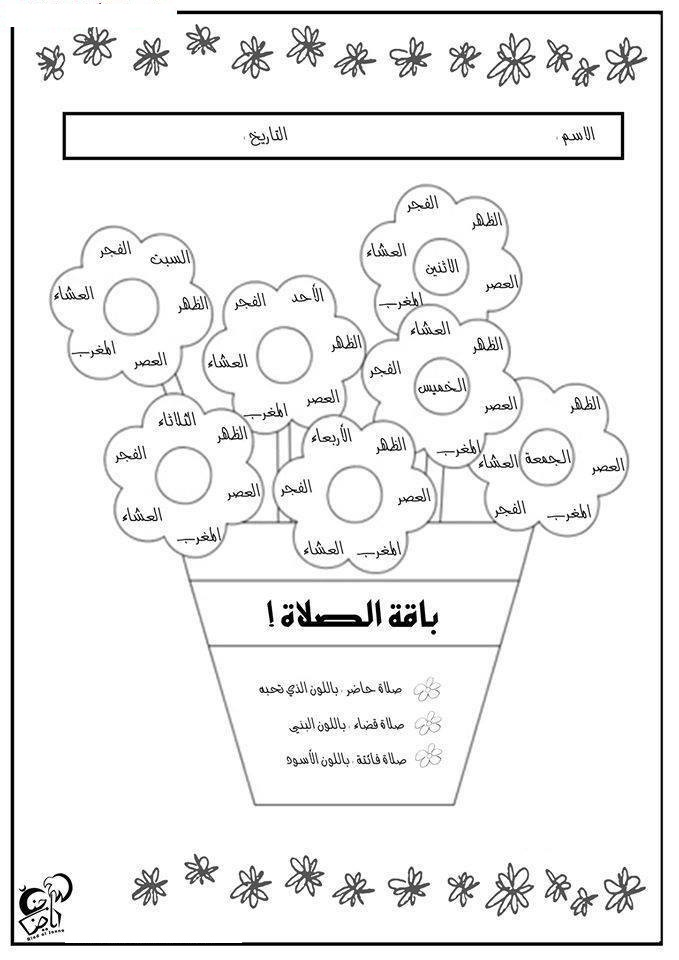 الاسم : التاريخ :
الفجر
الظهر
العصر
المغرب
العشاء
الاثنين
السبت
الفجر
الظهر
العصر
المغرب
العشاء
الأحد
الفجر
الظهر
العصر
المغرب
العشاء
العشاء
الظهر
العصر
المغرب
الفجر
الخميس
الظهر
العصر
المغرب
الفجر
العشاء
الجمعة
الثلاثاء
الظهر
العصر
المغرب
العشاء
الفجر
الأربعاء
الظهر
العصر
المغرب
العشاء
الفجر
باقة الصلاة !
صلاة حاضر : باللون الذي تحبه
صلاة قضاء : باللون البني
صلاة فائتة : باللون الأسود